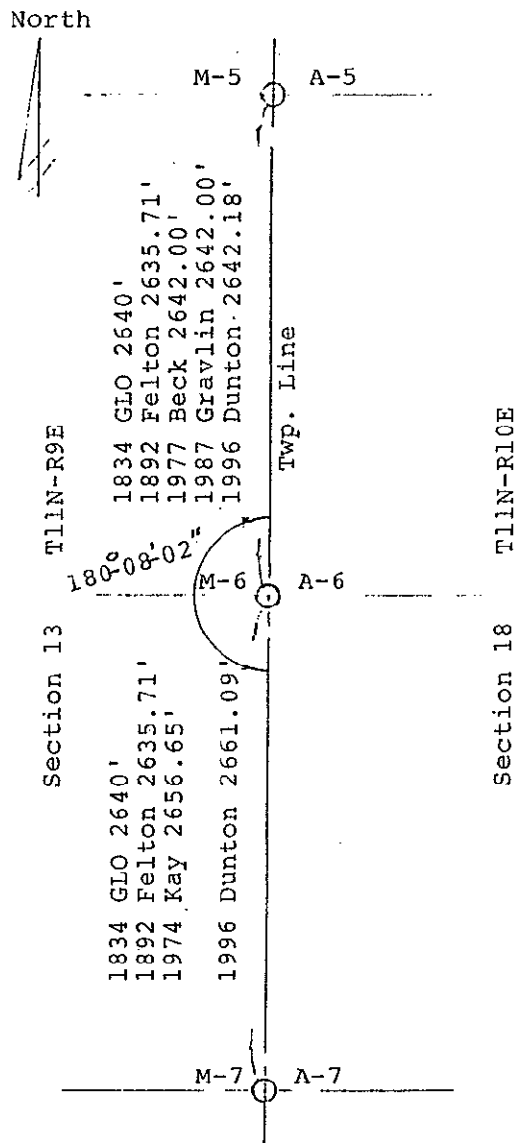 North
M-5 A-5
1834 GLO 2640'
1892 Felton 2635.71'
1977 Beck 2642.00'
1987 Gravlin 2642.00'
1996 Dunton 2642.18'
Twp. Line
T11N-R9E
T11N-R10E
180°-08'-02"
M-6 A-6
Section 13
Section 18
1834 GLO 2640'
1892 Felton 2635.71'
1974 Kay 2656.65'
1996 Dunton 2661.09'
M-7 A-7